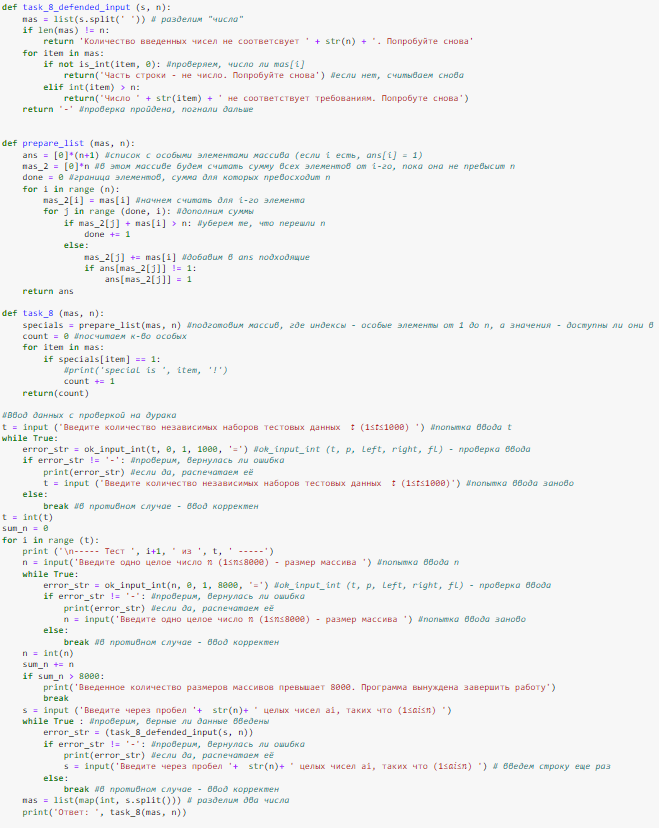 def task_8_defended_input (s, n):
    mas = list(s.split(' ')) # разделим "числа"
    if len(mas) != n:
        return 'Количество введенных чисел не соответсвует ' + str(n) + '. Попробуйте снова'
    for item in mas:
        if not is_int(item, 0): #проверяем, число ли mas[i]
            return('Часть строки - не число. Попробуйте снова') #если нет, считываем снова
        elif int(item) > n:
            return('Число ' + str(item) + ' не соответствует требованиям. Попробуте снова')
    return '-' #проверка пройдена, погнали дальше
def prepare_list (mas, n):
    ans = [0]*(n+1) #список с особыми элементами массива (если i есть, ans[i] = 1)
    mas_2 = [0]*n #в этом массиве будем считать сумму всех элементов от i-го, пока она не превысит n
    done = 0 #граница элементов, сумма для которых превосходит n
    for i in range (n):
        mas_2[i] = mas[i] #начнем считать для i-го элемента
        for j in range (done, i): #дополним суммы
            if mas_2[j] + mas[i] > n: #уберем те, что перешли n
                done += 1
            else:
                mas_2[j] += mas[i] #добавим в ans подходящие
                if ans[mas_2[j]] != 1:
                    ans[mas_2[j]] = 1
    return ans
def task_8 (mas, n):
    specials = prepare_list(mas, n) #подготовим массив, где индексы - особые элементы от 1 до n, а значения - доступны ли они в
    count = 0 #посчитаем к-во особых
    for item in mas:
        if specials[item] == 1:
            #print('special is ', item, '!')
            count += 1
    return(count)
#Ввод данных с проверкой на дурака
t = input ('Введите количество независимых наборов тестовых данных  t (1≤t≤1000) ') #попытка ввода t
while True:
    error_str = ok_input_int(t, 0, 1, 1000, '=') #ok_input_int (t, p, left, right, fl) - проверка ввода
    if error_str != '-': #проверим, вернулась ли ошибка
        print(error_str) #если да, распечатаем её
        t = input ('Введите количество независимых наборов тестовых данных  t (1≤t≤1000)') #попытка ввода заново
    else:
        break #в противном случае - ввод корректен
t = int(t)
sum_n = 0
for i in range (t):
    print ('\n----- Тест ', i+1, ' из ', t, ' -----')
    n = input('Введите одно целое число n (1≤n≤8000) - размер массива ') #попытка ввода n
    while True:
        error_str = ok_input_int(n, 0, 1, 8000, '=') #ok_input_int (t, p, left, right, fl) - проверка ввода
        if error_str != '-': #проверим, вернулась ли ошибка
            print(error_str) #если да, распечатаем её
            n = input('Введите одно целое число n (1≤n≤8000) - размер массива ') #попытка ввода заново
        else:
            break #в противном случае - ввод корректен
    n = int(n)
    sum_n += n
    if sum_n > 8000:
        print('Введенное количество размеров массивов превышает 8000. Программа вынуждена завершить работу')
        break
    s = input ('Введите через пробел '+  str(n)+ ' целых чисел ai, таких что (1≤ai≤n) ')
    while True : #проверим, верные ли данные введены
        error_str = (task_8_defended_input(s, n))
        if error_str != '-': #проверим, вернулась ли ошибка
            print(error_str) #если да, распечатаем её
            s = input('Введите через пробел '+  str(n)+ ' целых чисел ai, таких что (1≤ai≤n) ') # введем строку еще раз
        else:
            break #в противном случае - ввод корректен
    mas = list(map(int, s.split())) # разделим два числа
    print('Ответ: ', task_8(mas, n))